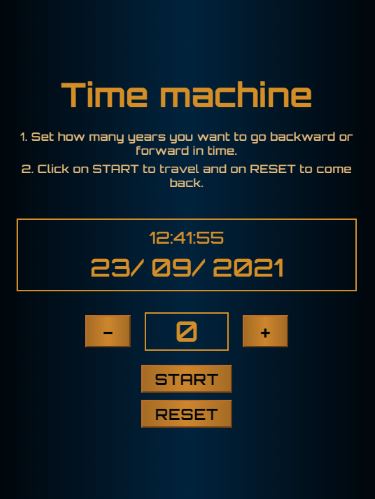 Time machine
1. Set how many years you want to go backward or
forward in time.
2. Click on START to travel and on RESET to come
back.
12:41:55
23/ 09/ 2021
- 0 +
START
RESET